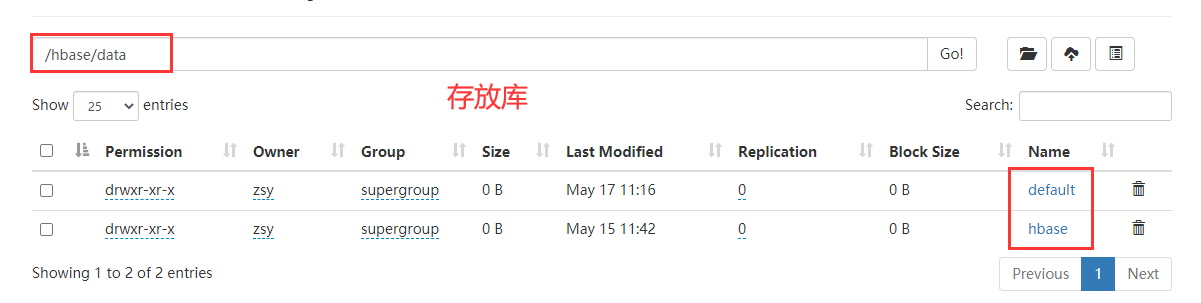 /hbase/data
Go!
存放库
Show 25 entries
Search:
Permission Owner Group Size Last Modified Replication Block Size Name
drwxr-xr-x zsy supergroup 0 B May 17 11:16 0 0 B default
drwxr-xr-x zsy supergroup 0 B May 15 11:42 0 0 B hbase
Showing 1 to 2 of 2 entries
Previous 1 Next